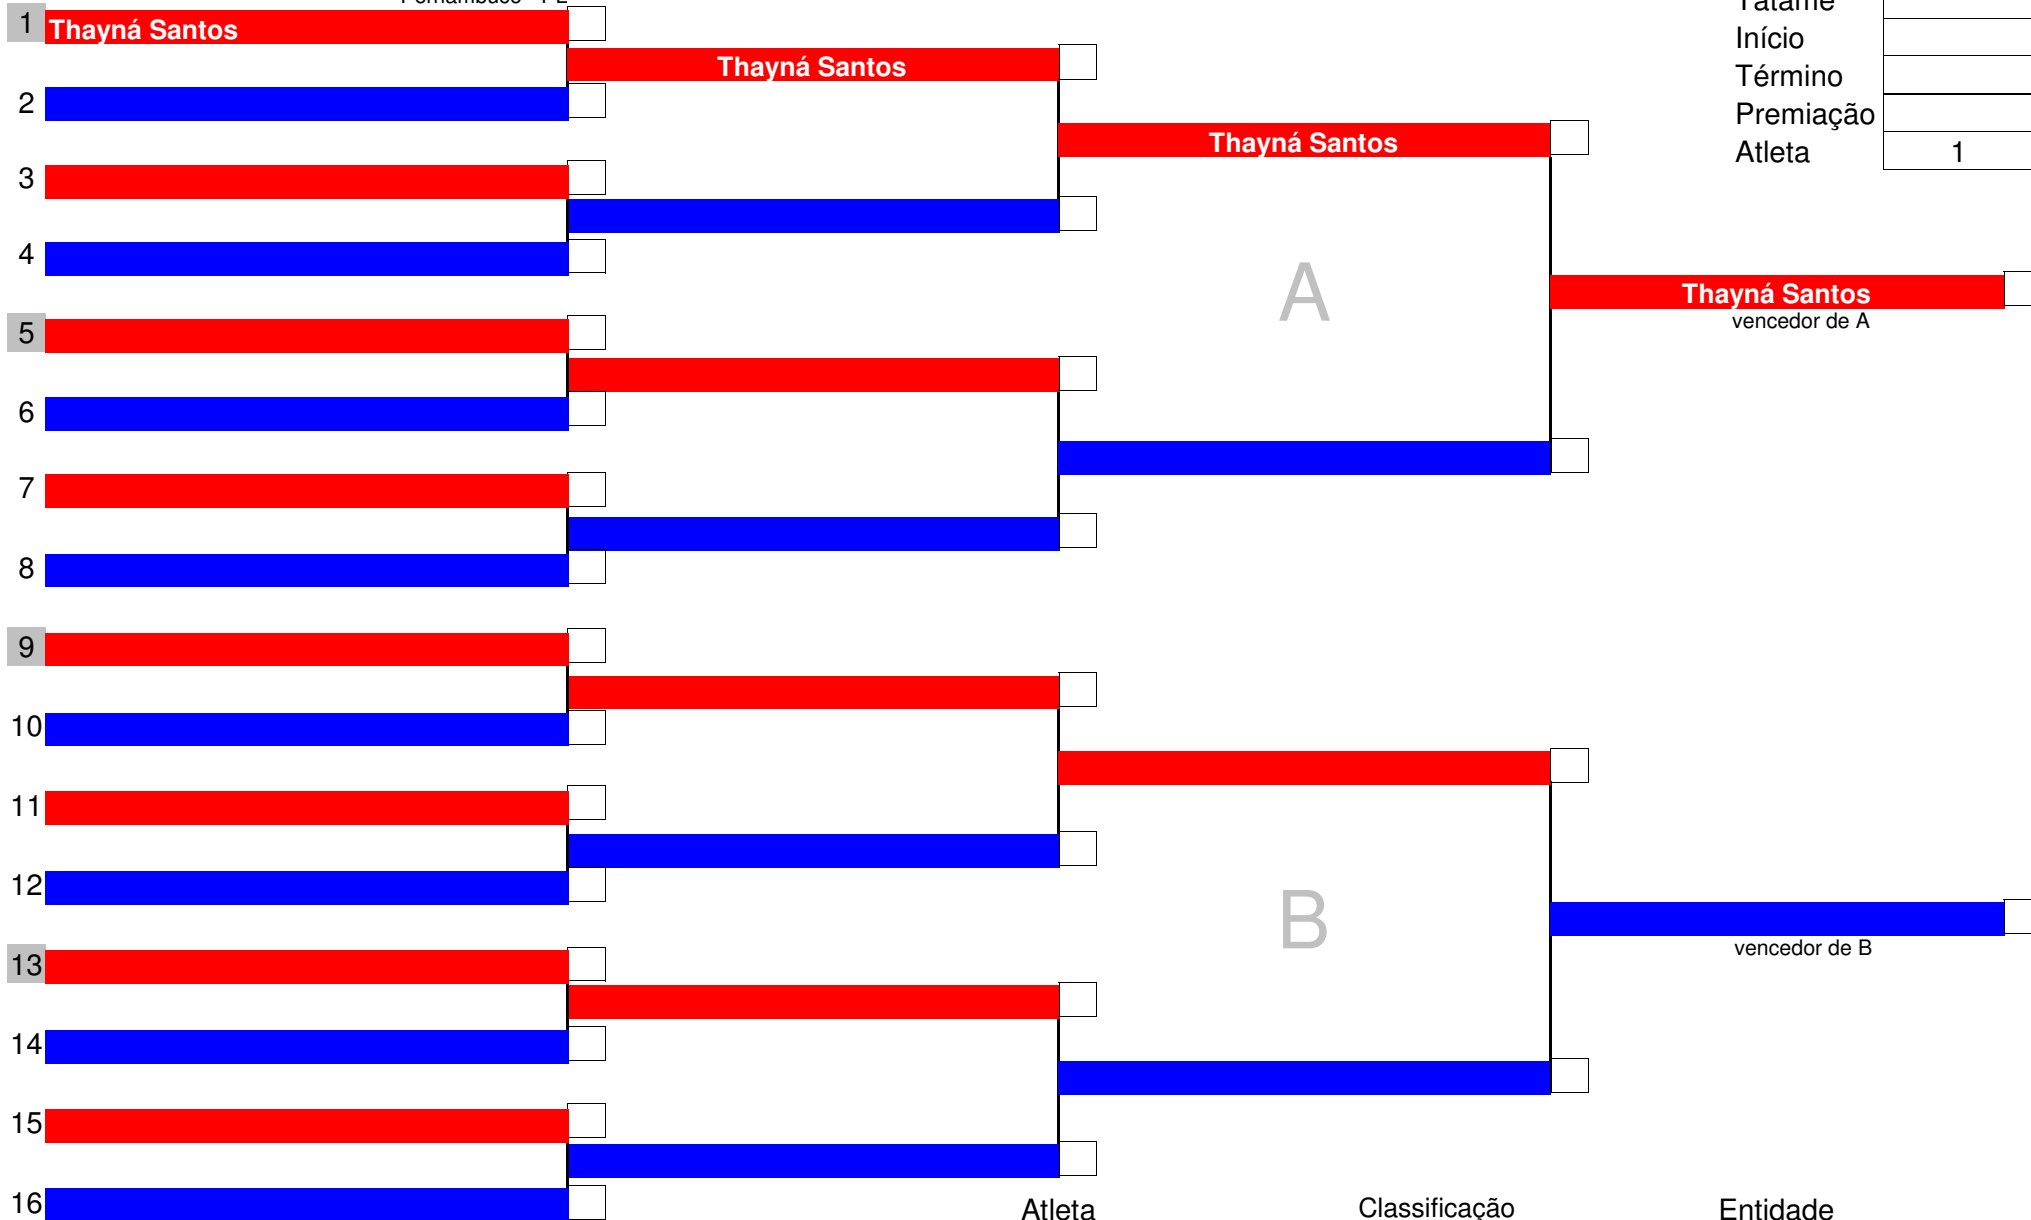 1 Thayná Santos
Thayná Santos
2
Thayná Santos
3
4
A
5
Thayná Santos
vencedor de A
6
7
8
9
10
11
12
B
13
vencedor de B
14
15
16
Tatame
Início
Término
Premiação
Atleta 1
Atleta Classificação Entidade